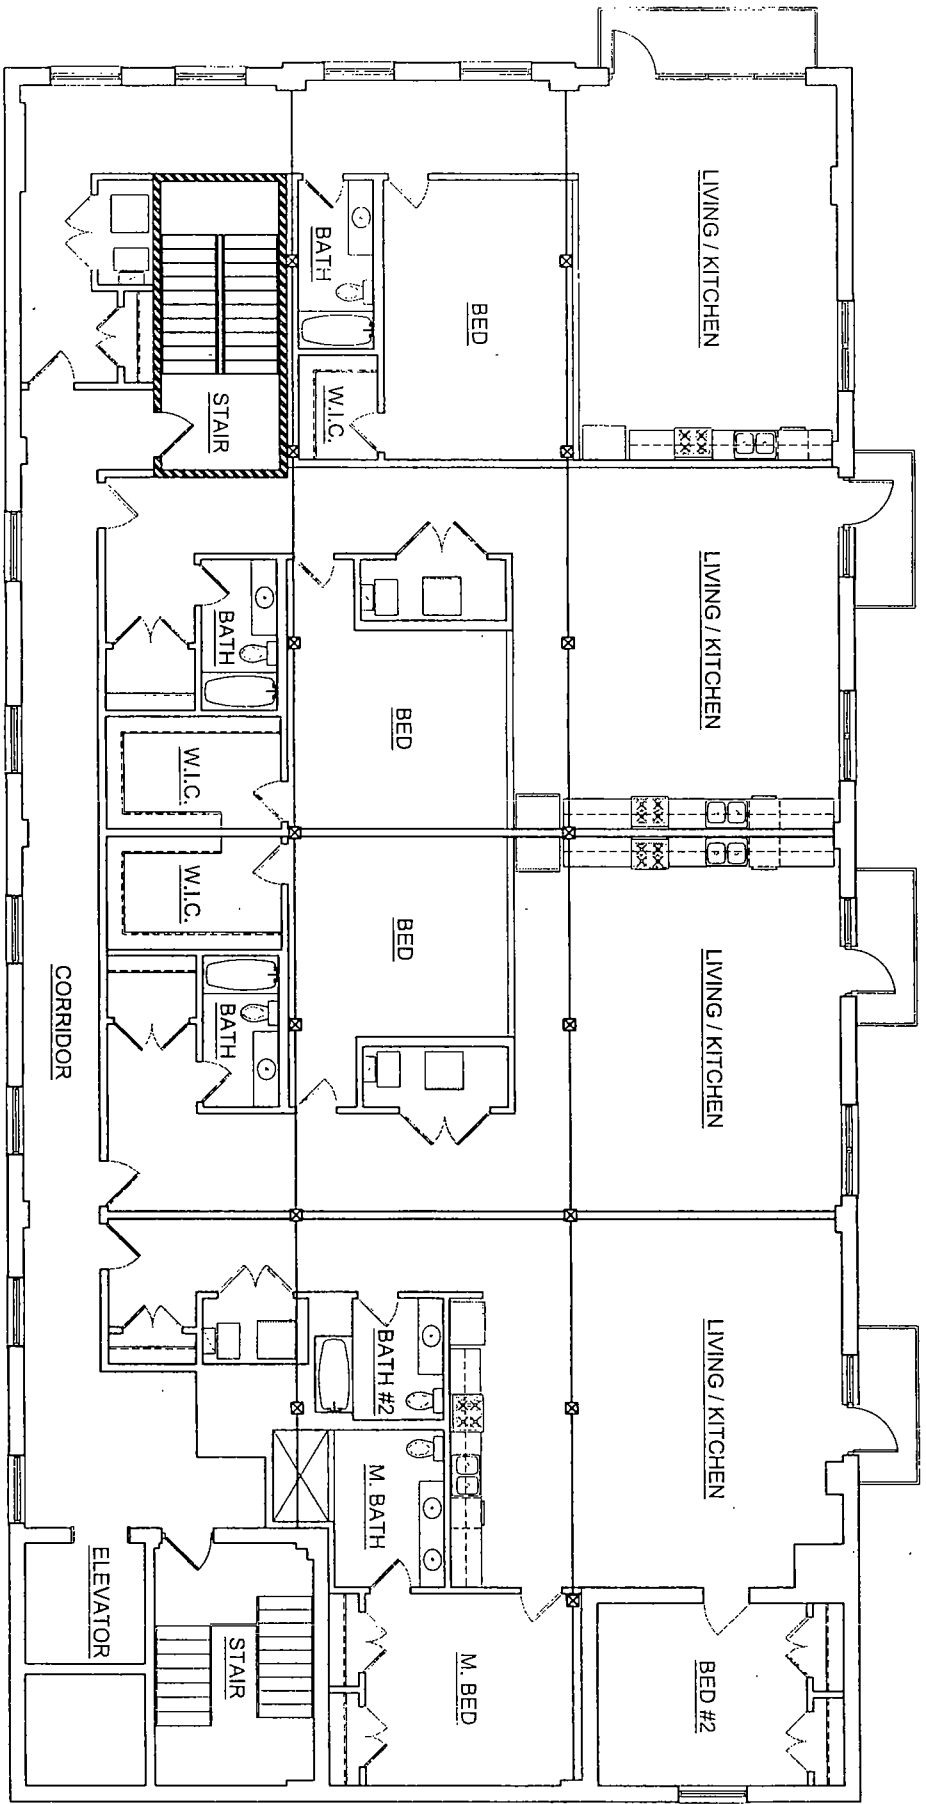 LIVING / KITCHEN
BATH
BED
W.I.C.
STAIR
LIVING / KITCHEN
BATH
BED
W.I.C.
W.I.C.
BED
LIVING / KITCHEN
BATH
CORRIDOR
LIVING / KITCHEN
BATH #2
M. BATH
ELEVATOR
STAIR
M. BED
BED #2